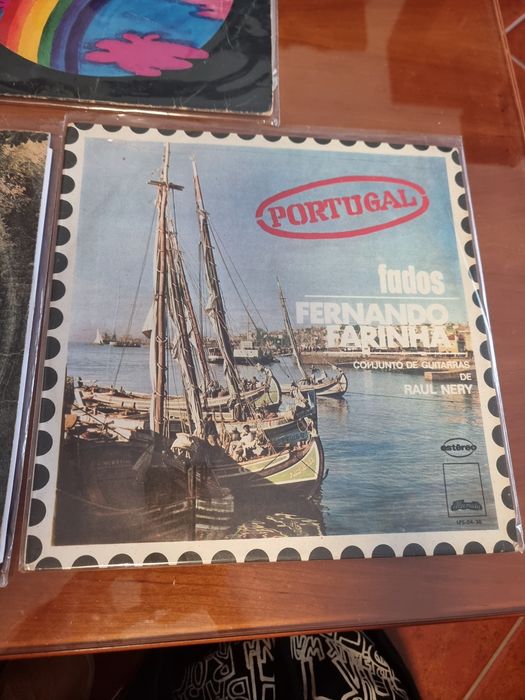 PORTUGAL
fados
FERNANDO
FARINHA
CONJUNTO DE GUITARRAS
DE
RAUL NERY
estéreo